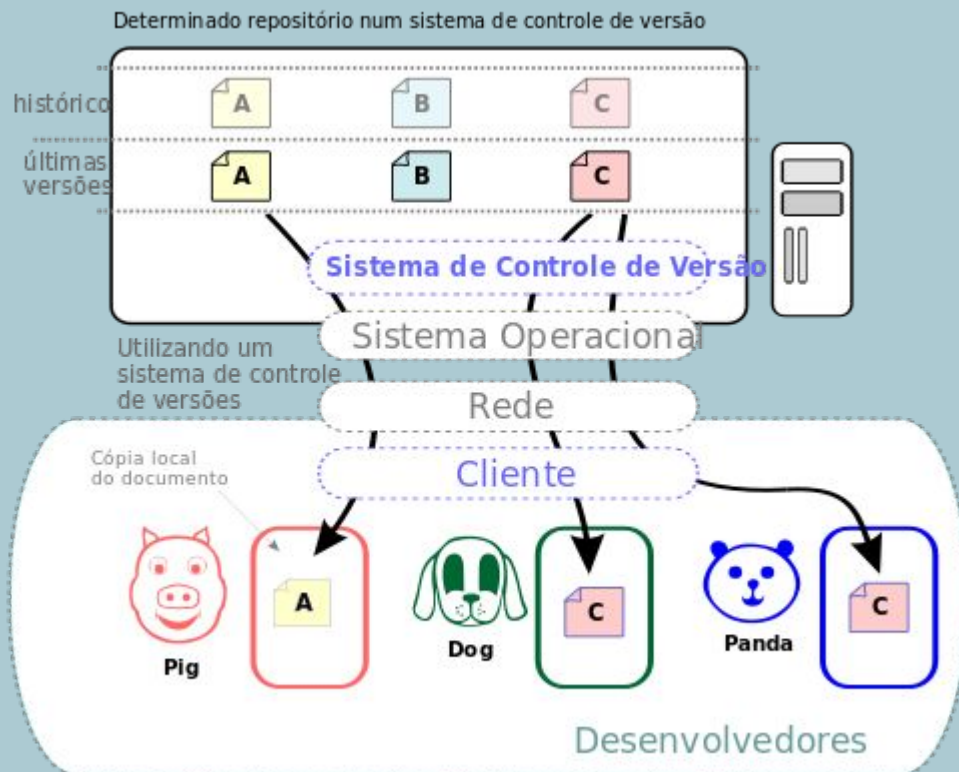 Determinado repositório num sistema de controle de versão
histórico
A B C
últimas
versões
A B C
Sistema de Controle de Versão
Sistema Operacional
Utilizando um
sistema de controle
de versões
Rede
Cliente
Cópia local
do documento
A
C
C
Pig
Dog
Panda
Desenvolvedores